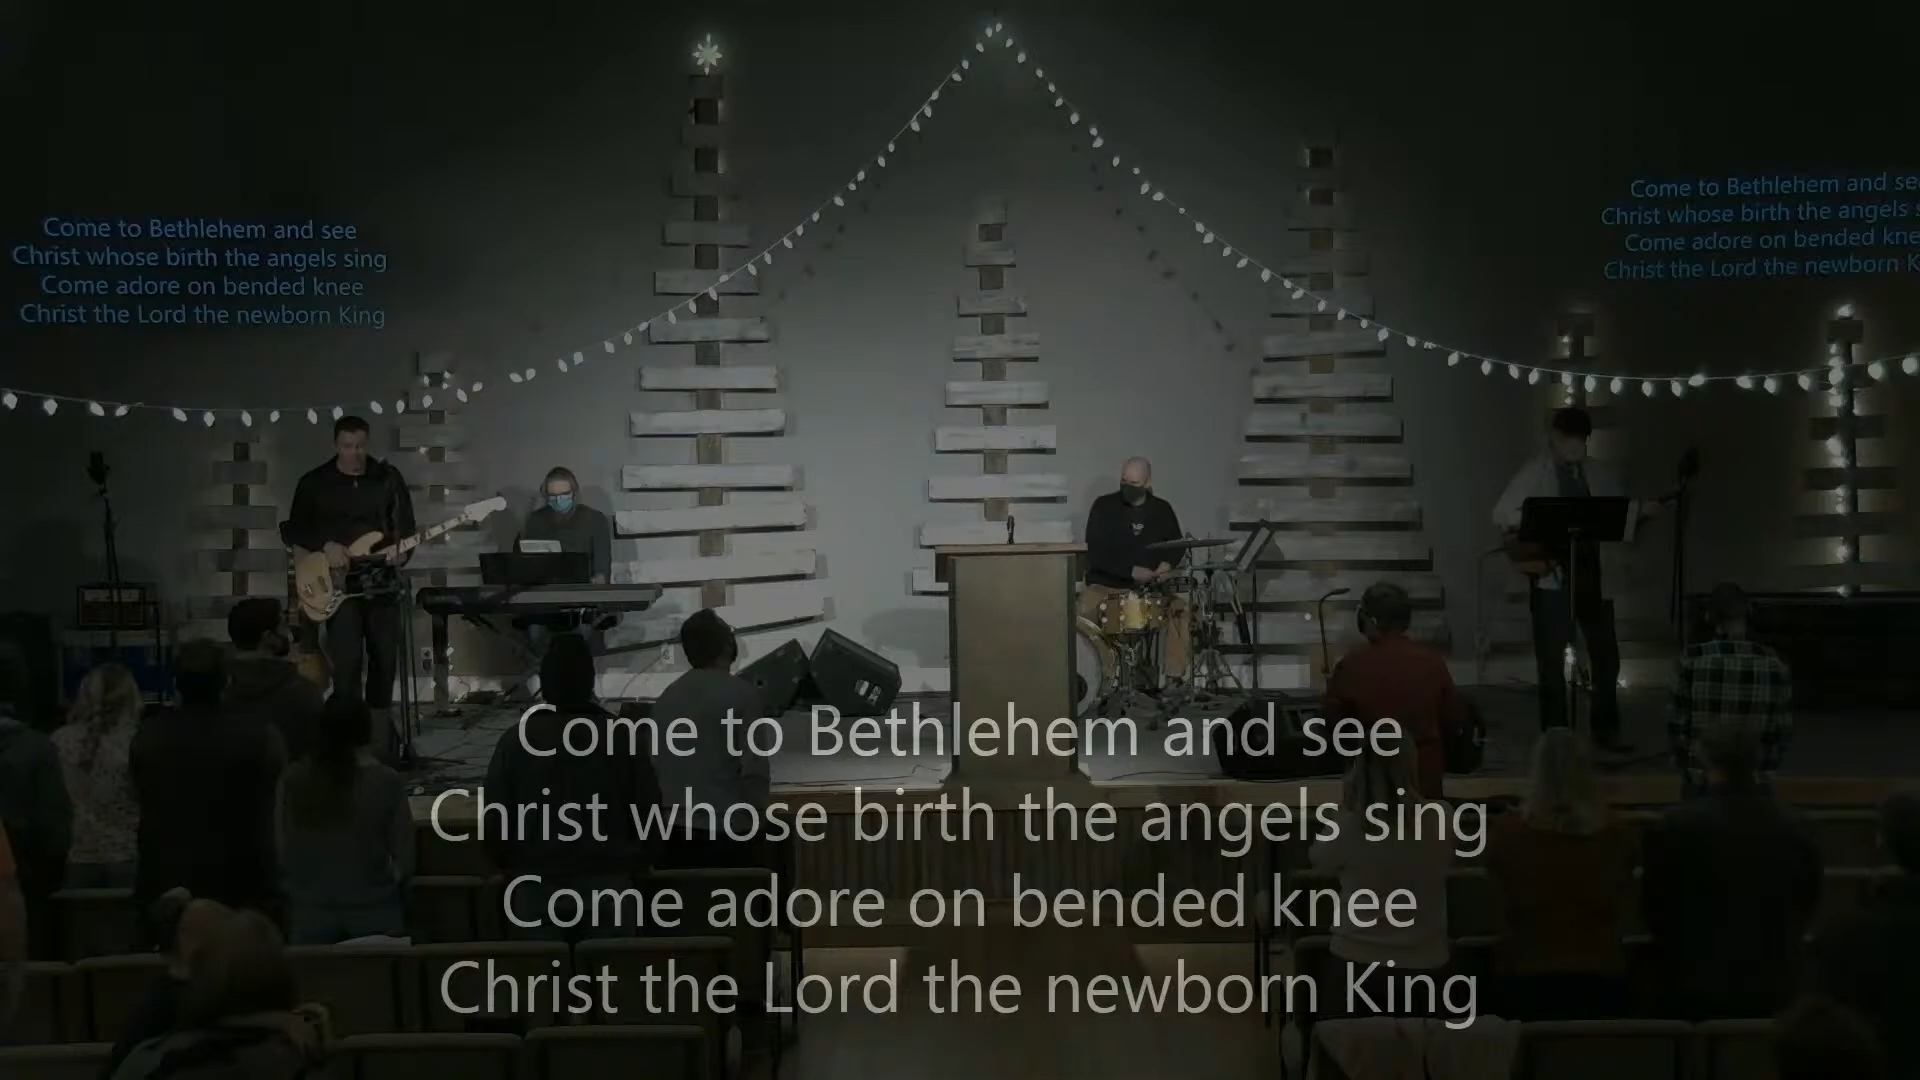 Come to Bethlehem and see
Christ whose birth the angels sing
Come adore on bended knee
Christ the Lord the newborn King
Come to Bethlehem and see
Christ whose birth the angels
Come adore on bended
Christ the Lord the newborn
Come to Bethlehem and see
Christ whose birth the angels sing
Come adore on bended knee
Christ the Lord the newborn King